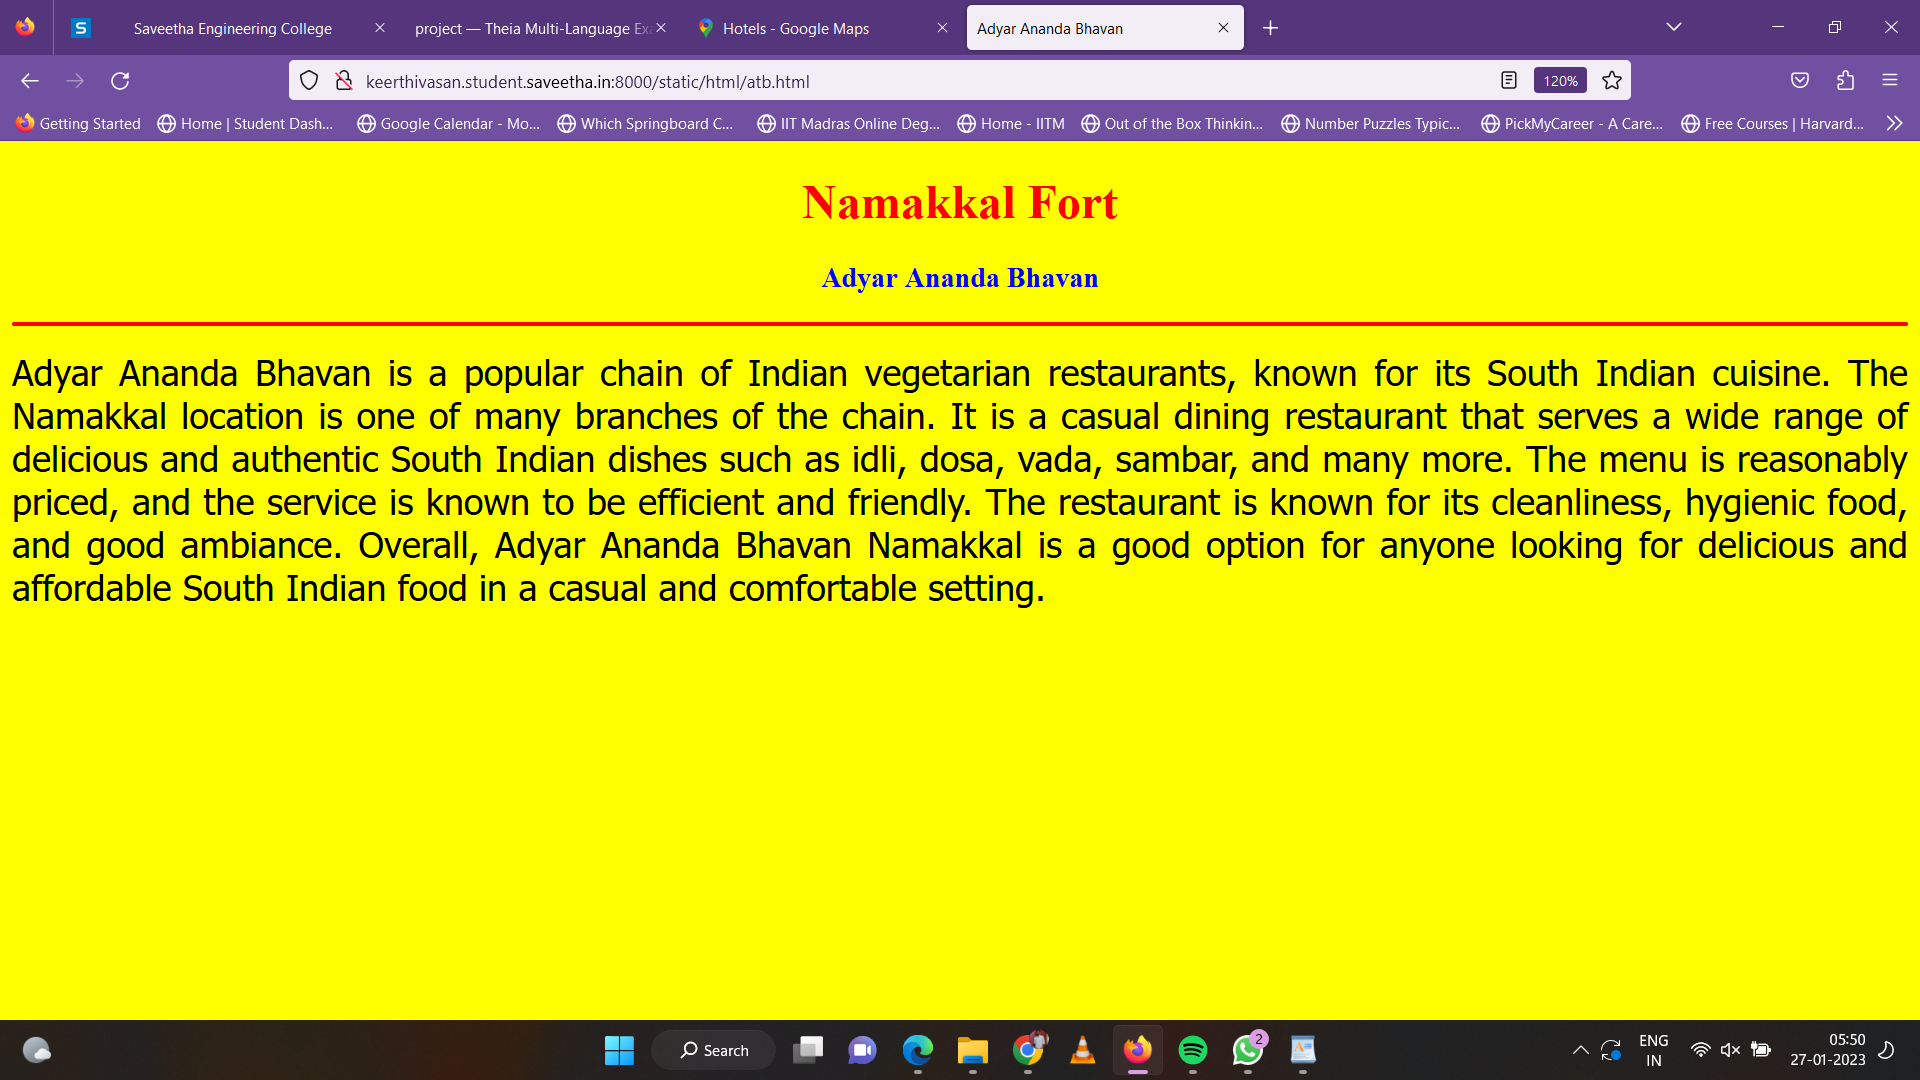 Saveetha Engineering College
project — Theia Multi-Language Ex
Hotels - Google Maps
Adyar Ananda Bhavan
keerthivasan.student.saveetha.in:8000/static/html/atb.html
120%
Getting Started
Home | Student Dash...
Google Calendar - Mo...
Which Springboard C...
IIT Madras Online Deg...
Home - IITM
Out of the Box Thinkin...
Number Puzzles Typic...
PickMyCareer - A Care...
Free Courses | Harvard...
Namakkal Fort
Adyar Ananda Bhavan
Adyar Ananda Bhavan is a popular chain of Indian vegetarian restaurants, known for its South Indian cuisine. The
Namakkal location is one of many branches of the chain. It is a casual dining restaurant that serves a wide range of
delicious and authentic South Indian dishes such as idli, dosa, vada, sambar, and many more. The menu is reasonably
priced, and the service is known to be efficient and friendly. The restaurant is known for its cleanliness, hygienic food,
and good ambiance. Overall, Adyar Ananda Bhavan Namakkal is a good option for anyone looking for delicious and
affordable South Indian food in a casual and comfortable setting.
Search
2
ENG
IN
05:50
27-01-2023